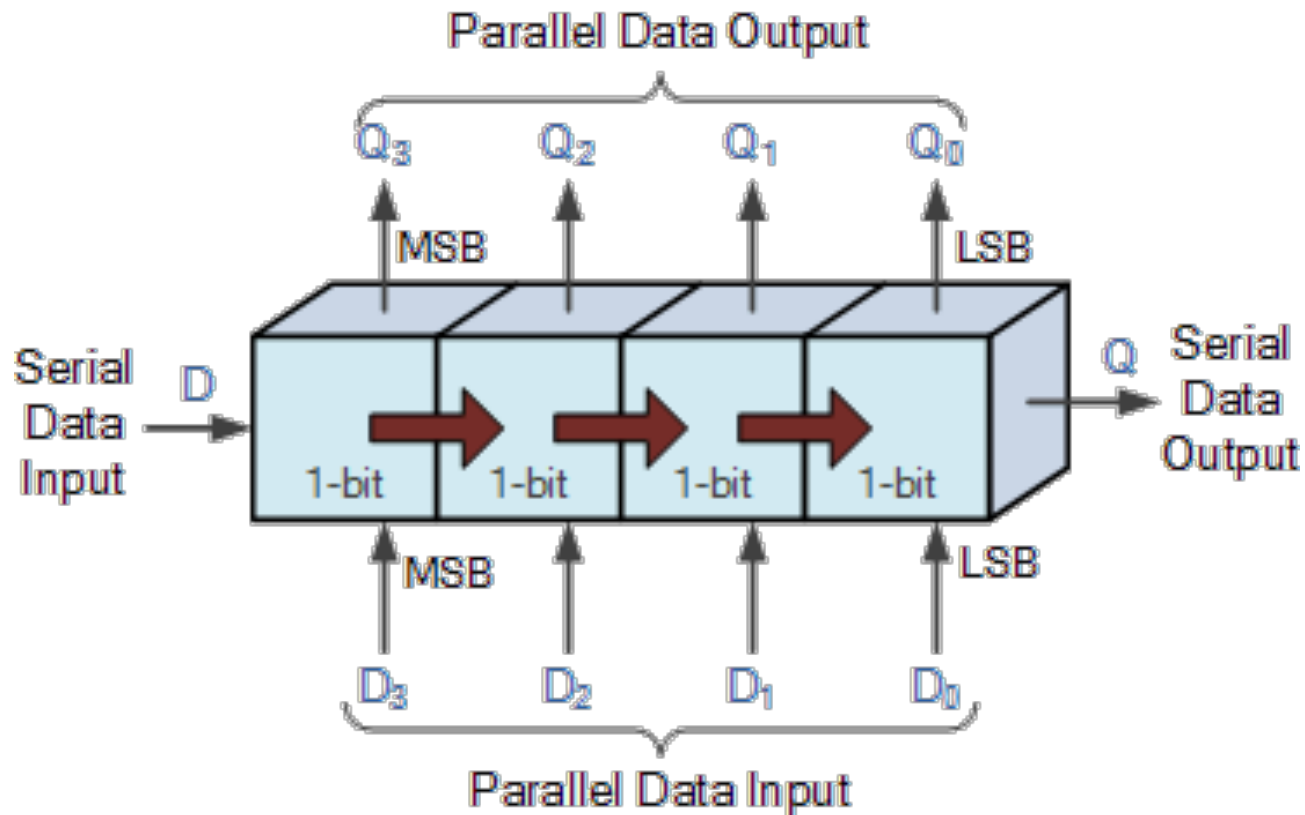 Parallel Data Output
Q3 Q2 Q1 Q0
MSB LSB
Serial
Data
Input
D
Q
Serial
Data
Output
1-bit 1-bit 1-bit 1-bit
MSB LSB
D3 D2 D1 D0
Parallel Data Input